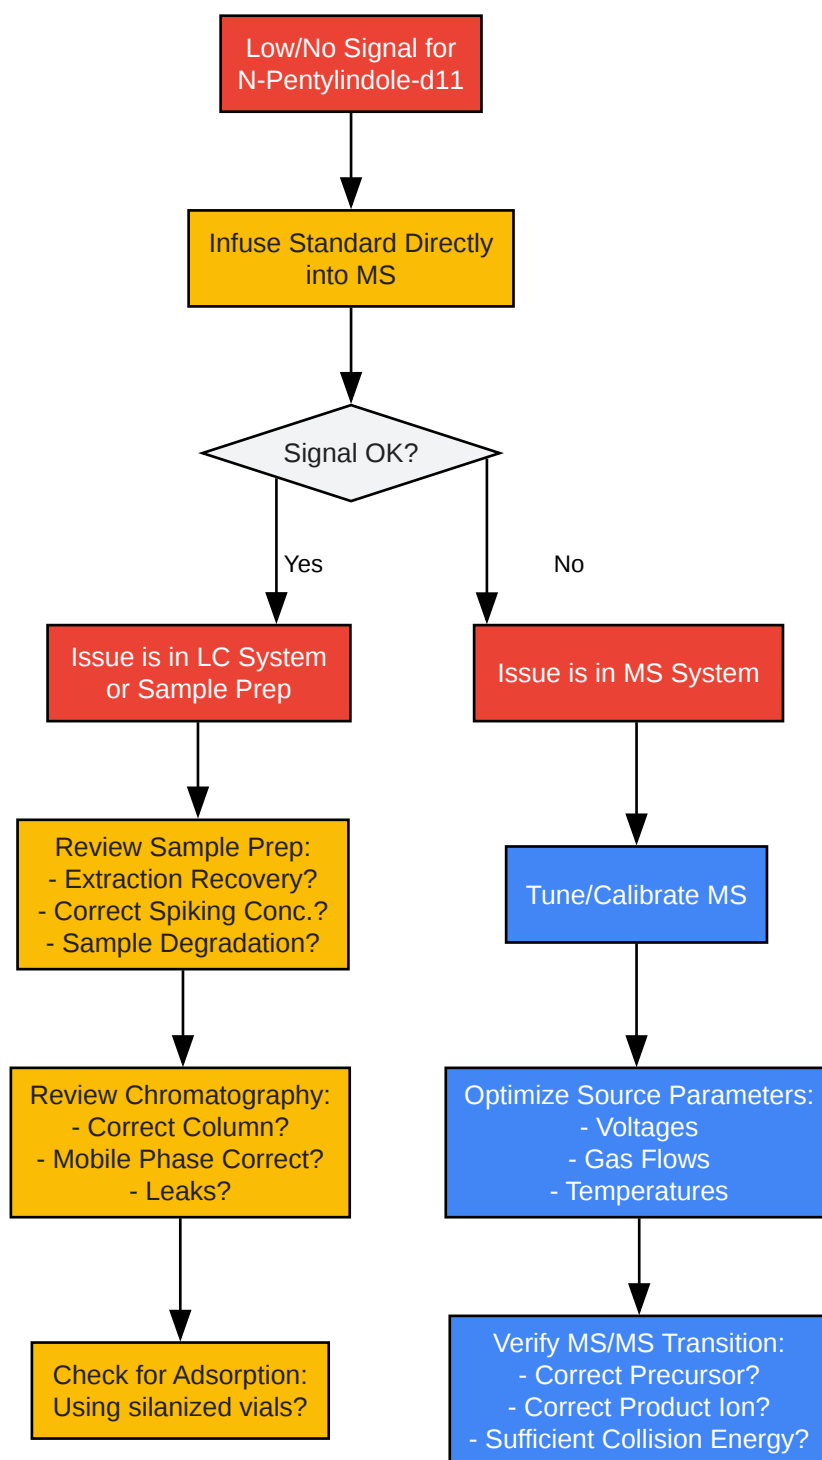 Low/No Signal for
N-Pentylindole-d11
Infuse Standard Directly
into MS
Signal OK?
Yes
No
Issue is in LC System
or Sample Prep
Issue is in MS System
Review Sample Prep:
- Extraction Recovery?
- Correct Spiking Conc.?
- Sample Degradation?
Tune/Calibrate MS
Review Chromatography:
- Correct Column?
- Mobile Phase Correct?
- Leaks?
Optimize Source Parameters:
- Voltages
- Gas Flows
- Temperatures
Check for Adsorption:
Using silanized vials?
Verify MS/MS Transition:
- Correct Precursor?
- Correct Product Ion?
- Sufficient Collision Energy?